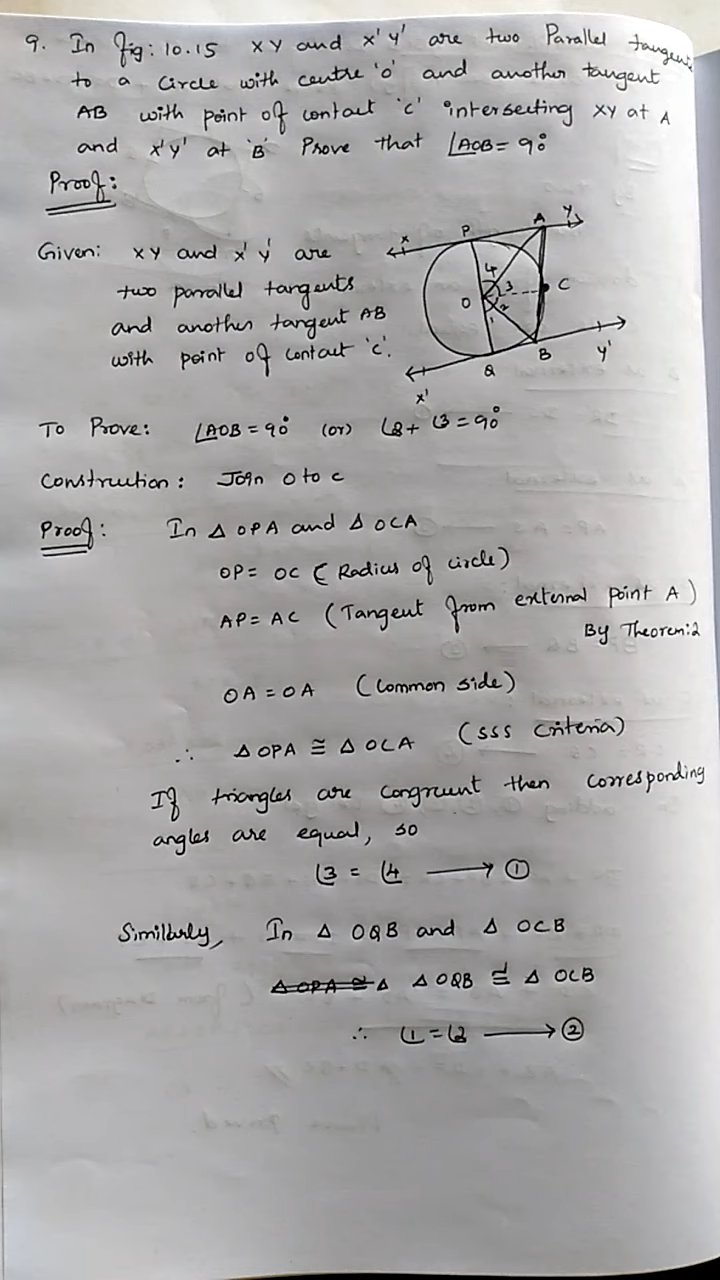 9. In fig: 10.15 XY and X'Y' are two Parallel tangents
to a circle with centre 'O' and another tangent
AB with point of contact 'C' intersecting XY at A
and X'Y' at 'B' Prove that ∠AOB = 90°
Proof:
Given: XY and X'Y' are
two parallel tangents
and another tangent AB
with point of contact 'C'.
X P A Y
4
3
O C
2
1
Q B Y'
X'
To Prove: ∠AOB = 90° (or) ∠2 + ∠3 = 90°
Construction: Join O to C
Proof: In Δ OPA and Δ OCA
OP = OC ( Radius of circle)
AP = AC (Tangent from external point A)
By Theorem:2
OA = OA (Common side)
∴ Δ OPA ≅ Δ OCA (SSS Criteria)
If triangles are congruent then corresponding
angles are equal, so
∠3 = ∠4 ⟶ ①
Similarly, In Δ OQB and Δ OCB
Δ OPA ≅ Δ Δ OQB ≅ Δ OCB
∴ ∠1 = ∠2 ⟶ ②